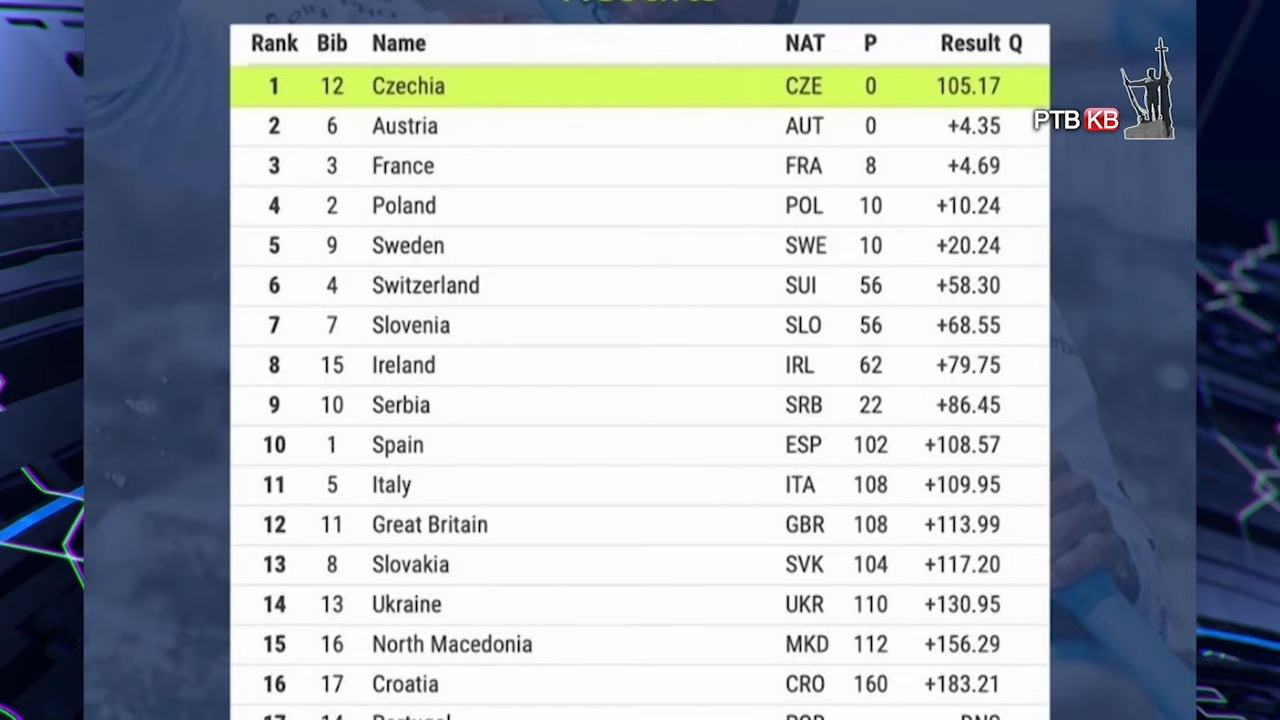 Results
Rank Bib Name NAT P Result Q
1 12 Czechia CZE 0 105.17
2 6 Austria AUT 0 +4.35
3 3 France FRA 8 +4.69
4 2 Poland POL 10 +10.24
5 9 Sweden SWE 10 +20.24
6 4 Switzerland SUI 56 +58.30
7 7 Slovenia SLO 56 +68.55
8 15 Ireland IRL 62 +79.75
9 10 Serbia SRB 22 +86.45
10 1 Spain ESP 102 +108.57
11 5 Italy ITA 108 +109.95
12 11 Great Britain GBR 108 +113.99
13 8 Slovakia SVK 104 +117.20
14 13 Ukraine UKR 110 +130.95
15 16 North Macedonia MKD 112 +156.29
16 17 Croatia CRO 160 +183.21
17 14 Portugal POR DNS
РТВ КВ